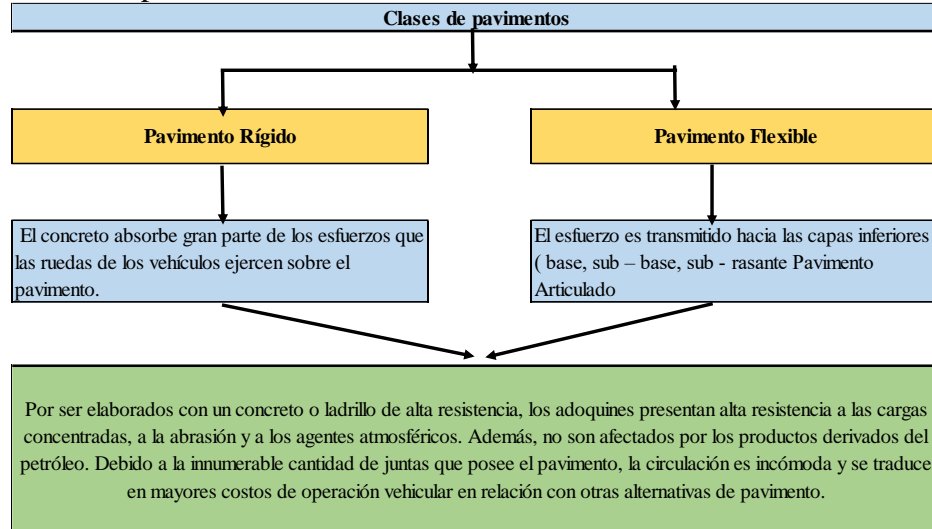 Clases de pavimentos
Pavimento Rígido
Pavimento Flexible
El concreto absorbe gran parte de los esfuerzos que
las ruedas de los vehículos ejercen sobre el
pavimento.
El esfuerzo es transmitido hacia las capas inferiores
( base, sub – base, sub - rasante Pavimento
Articulado
Por ser elaborados con un concreto o ladrillo de alta resistencia, los adoquines presentan alta resistencia a las cargas
concentradas, a la abrasión y a los agentes atmosféricos. Además, no son afectados por los productos derivados del
petróleo. Debido a la innumerable cantidad de juntas que posee el pavimento, la circulación es incómoda y se traduce
en mayores costos de operación vehicular en relación con otras alternativas de pavimento.